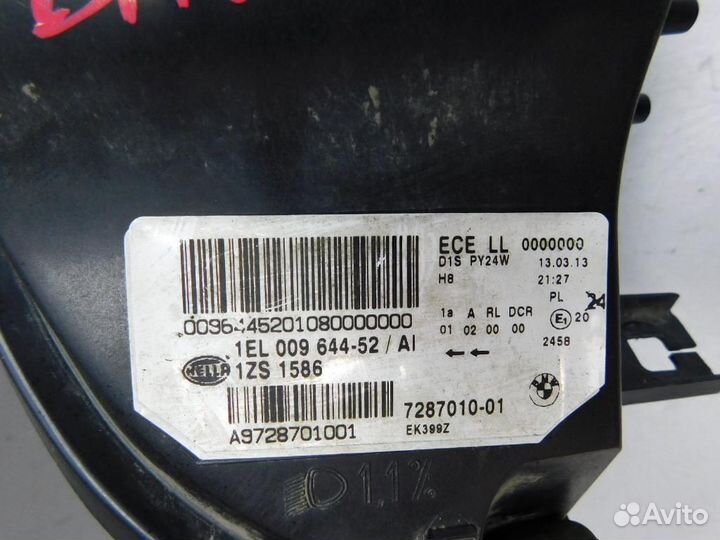 ECE LL 0000000
D1S PY24W 13.03.13
H8 21:27
PL
24
0096445201080000000
1a A RL DCR
01 02 00 00
E1 20
2458
1EL 009 644-52 / AI
HELLA
1ZS 1586
7287010-01
A9728701001
EK399Z
1,1%
Avito